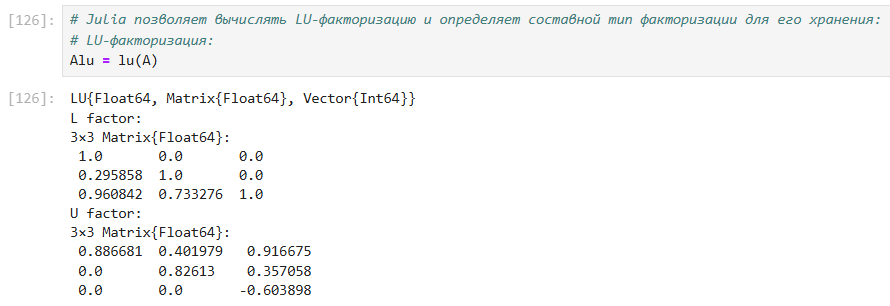 [126]: # Julia позволяет вычислять LU-факторизацию и определяет составной тип факторизации для его хранения:
# LU-факторизация:
Alu = lu(A)
[126]: LU{Float64, Matrix{Float64}, Vector{Int64}}
L factor:
3×3 Matrix{Float64}:
1.0 0.0 0.0
0.295858 1.0 0.0
0.960842 0.733276 1.0
U factor:
3×3 Matrix{Float64}:
0.886681 0.401979 0.916675
0.0 0.82613 0.357058
0.0 0.0 -0.603898